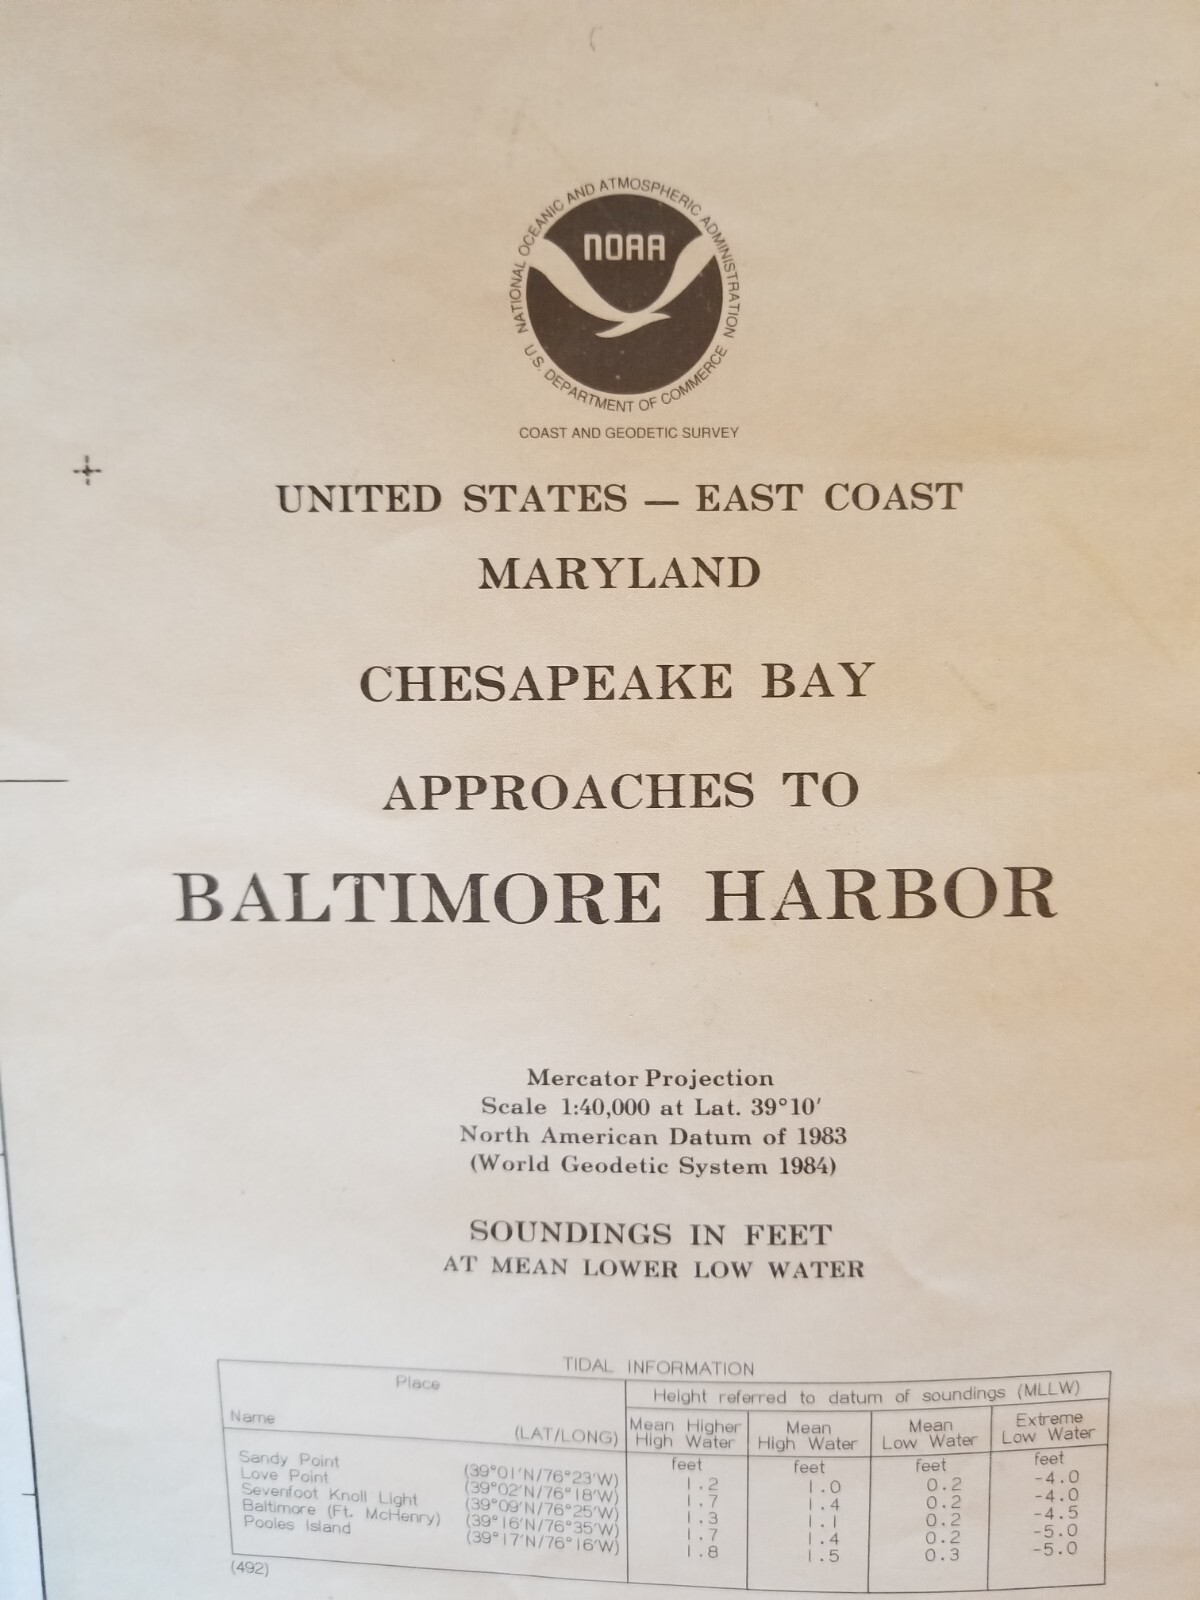 NATIONAL OCEANIC AND ATMOSPHERIC ADMINISTRATION
NOAA
U.S. DEPARTMENT OF COMMERCE
COAST AND GEODETIC SURVEY
UNITED STATES — EAST COAST
MARYLAND
CHESAPEAKE BAY
APPROACHES TO
BALTIMORE HARBOR
Mercator Projection
Scale 1:40,000 at Lat. 39°10′
North American Datum of 1983
(World Geodetic System 1984)
SOUNDINGS IN FEET
AT MEAN LOWER LOW WATER
TIDAL INFORMATION
Place Height referred to datum of soundings (MLLW)
Name (LAT/LONG) Mean Higher High Water Mean High Water Mean Low Water Extreme Low Water
feet feet feet feet
Sandy Point (39°01′N/76°23′W) 1.2 1.0 0.2 -4.0
Love Point (39°02′N/76°18′W) 1.7 1.4 0.2 -4.0
Sevenfoot Knoll Light (39°09′N/76°25′W) 1.3 1.1 0.2 -4.5
Baltimore (Ft. McHenry) (39°16′N/76°35′W) 1.7 1.4 0.2 -5.0
Pooles Island (39°17′N/76°16′W) 1.8 1.5 0.3 -5.0
(492)